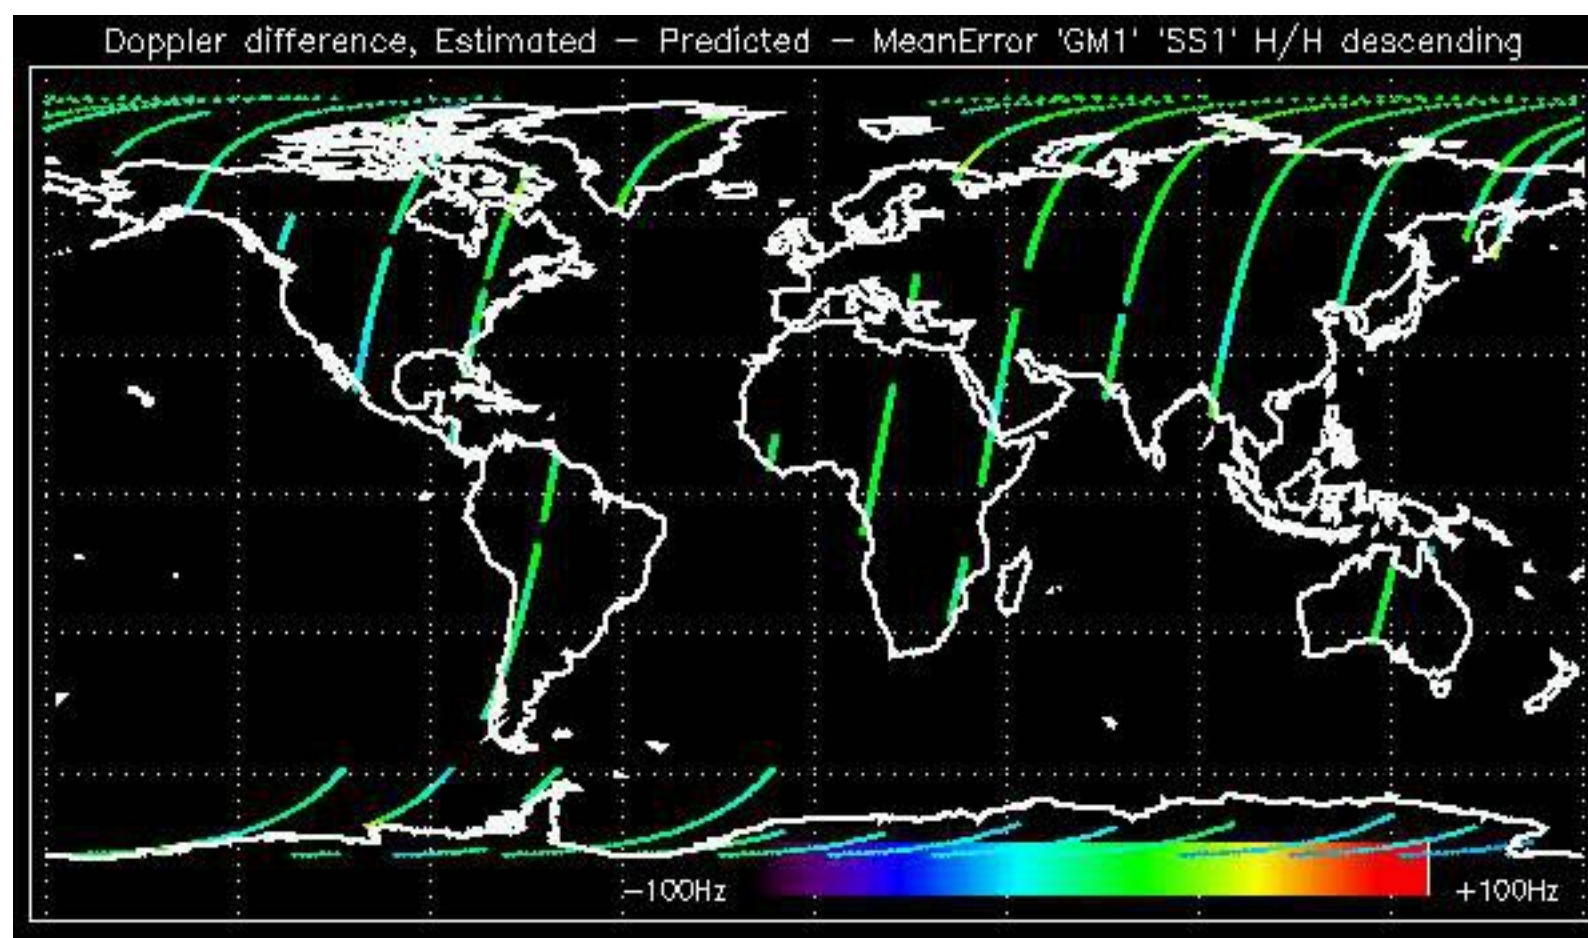 Doppler difference, Estimated – Predicted – MeanError 'GM1' 'SS1' H/H descending
–100Hz
+100Hz